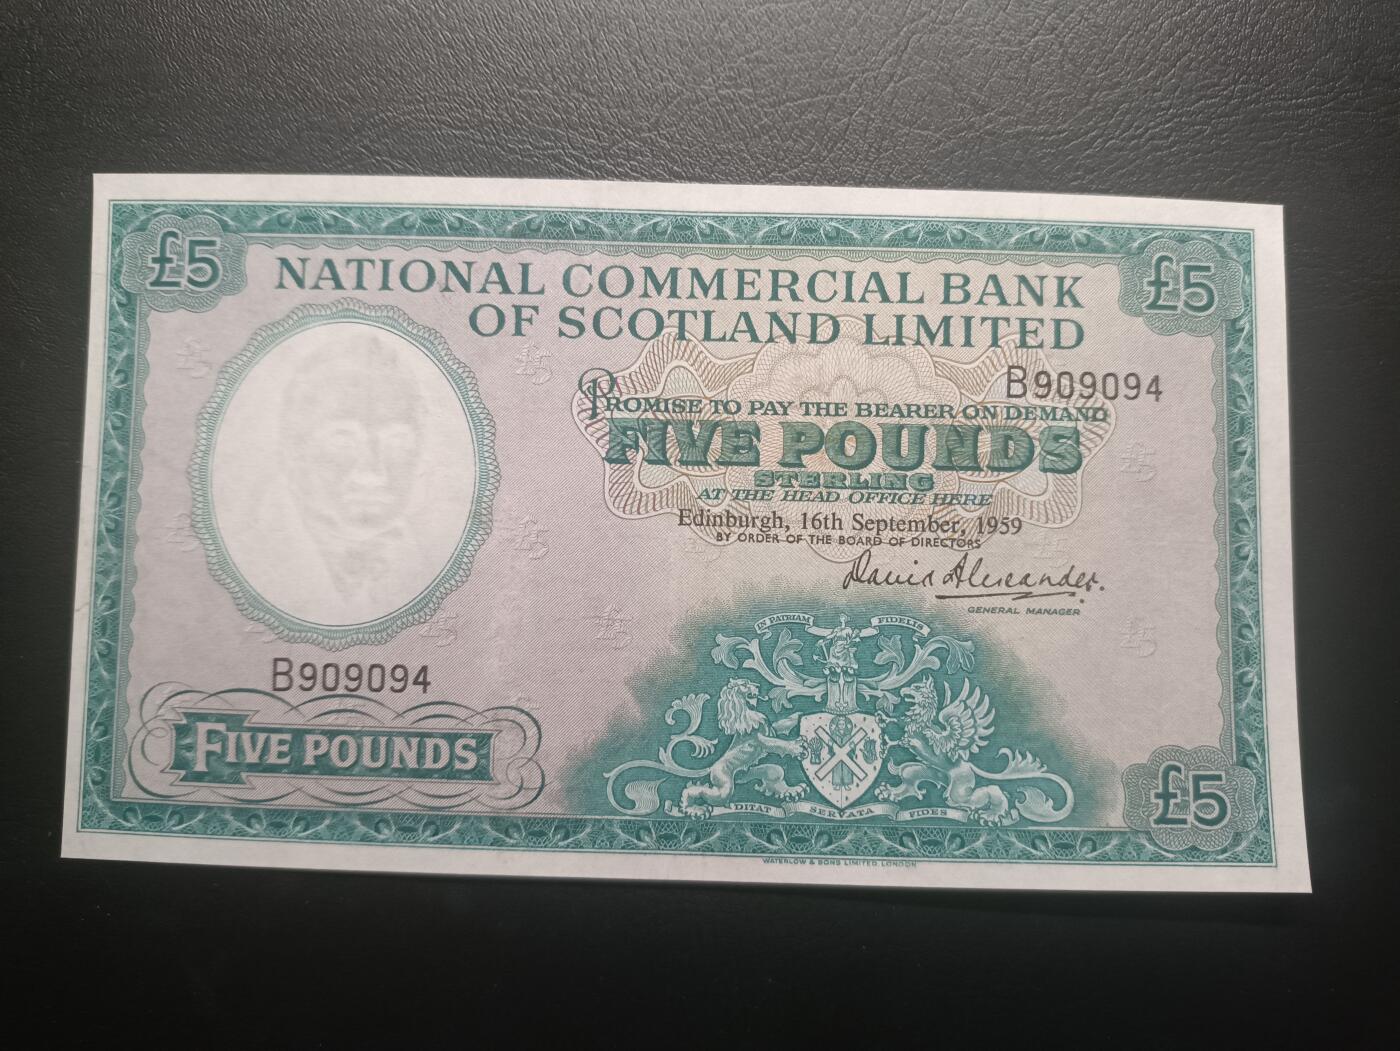 £5
£5
NATIONAL COMMERCIAL BANK
OF SCOTLAND LIMITED
B909094
PROMISE TO PAY THE BEARER ON DEMAND
FIVE POUNDS
STERLING
AT THE HEAD OFFICE HERE
Edinburgh, 16th September, 1959
BY ORDER OF THE BOARD OF DIRECTORS
David Alexander.
GENERAL MANAGER
IN PATRIAM FIDELIS
B909094
FIVE POUNDS
DITAT SERVATA FIDES
£5
WATERLOW & SONS LIMITED, LONDON